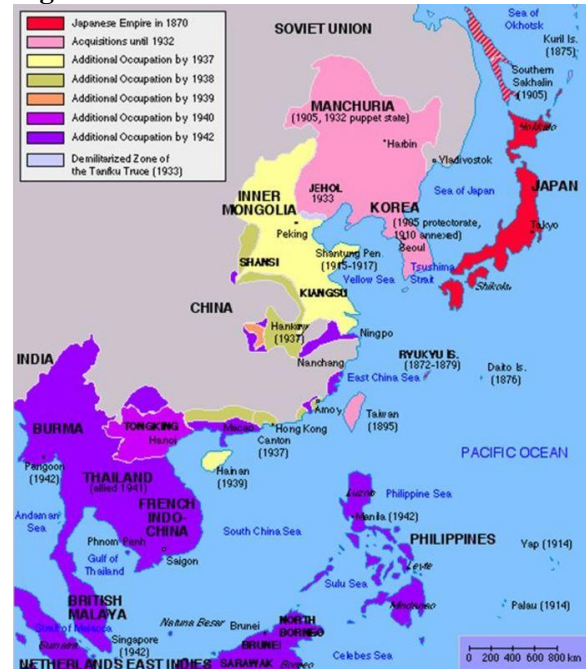 Japanese Empire in 1870
Acquisitions until 1932
Additional Occupation by 1937
Additional Occupation by 1938
Additional Occupation by 1939
Additional Occupation by 1940
Additional Occupation by 1942
Demilitarized Zone of
the Tanfku Truce (1933)
SOVIET UNION
Sea of
Okhotsk
Kuril Is.
(1875)
Southern
Sakhalin
(1905)
MANCHURIA
(1905, 1932 puppet state)
Harbin
Hokkaido
Vladivostok
JEHOL
1933
Sea of Japan
JAPAN
INNER
MONGOLIA
KOREA
(1905 protectorate,
1910 annexed)
Peking
Seoul
Tokyo
SHANSI
Shantung Pen.
(1915-1917)
Tsushima
Strait
Yellow Sea
Shikoku
KIANGSU
CHINA
Hankow
(1937)
Ningpo
Nanchang
INDIA
RYUKYU IS.
(1872-1879)
Daito Is.
(1876)
East China Sea
Amoy
Taiwan
(1895)
BURMA
TONGKING
Hanoi
Macao
Hong Kong
Canton
(1937)
PACIFIC OCEAN
Rangoon
(1942)
Hainan
(1939)
THAILAND
(allied 1941)
Luzon
Philippine Sea
Andaman
Sea
FRENCH
INDO-
CHINA
Manila (1942)
South China Sea
PHILIPPINES
Phnom Penh
Gulf of
Thailand
Saigon
Yap (1914)
Leyte
Sulu Sea
BRITISH
MALAYA
Mindanao
Palau (1914)
Natuna Besar
Strait of Malacca
Brunei
NORTH
BORNEO
Singapore
(1942)
Sumatra
BRUNEI
Celebes Sea
NETHERLANDS EAST INDIES
SARAWAK
Borneo
0 200 400 600 800
km